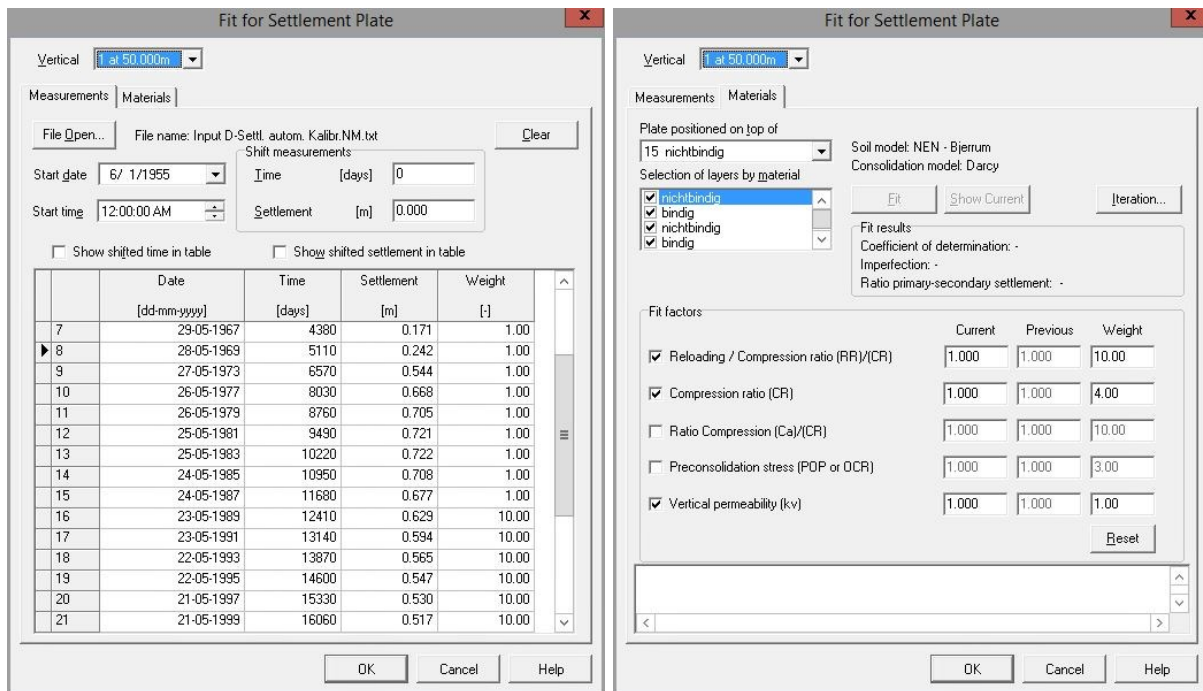 Fit for Settlement Plate
x
Vertical 1 at 50.000m
Measurements Materials
File Open... File name: Input D-Settl. autom. Kalibr.NM.txt Clear
Shift measurements
Start date 6/ 1/1955 Time [days] 0
Start time 12:00:00 AM Settlement [m] 0.000
Show shifted time in table Show shifted settlement in table
Date Time Settlement Weight
[dd-mm-yyyy] [days] [m] [-]
7 29-05-1967 4380 0.171 1.00
8 28-05-1969 5110 0.242 1.00
9 27-05-1973 6570 0.544 1.00
10 26-05-1977 8030 0.668 1.00
11 26-05-1979 8760 0.705 1.00
12 25-05-1981 9490 0.721 1.00
13 25-05-1983 10220 0.722 1.00
14 24-05-1985 10950 0.708 1.00
15 24-05-1987 11680 0.677 1.00
16 23-05-1989 12410 0.629 10.00
17 23-05-1991 13140 0.594 10.00
18 22-05-1993 13870 0.565 10.00
19 22-05-1995 14600 0.547 10.00
20 21-05-1997 15330 0.530 10.00
21 21-05-1999 16060 0.517 10.00
OK Cancel Help
Fit for Settlement Plate
x
Vertical 1 at 50.000m
Measurements Materials
Plate positioned on top of
15 nichtbindig
Soil model: NEN - Bjerrum
Consolidation model: Darcy
Selection of layers by material
nichtbindig
bindig
nichtbindig
bindig
Fit Show Current Iteration...
Fit results
Coefficient of determination: -
Imperfection: -
Ratio primary-secondary settlement: -
Fit factors
Current Previous Weight
Reloading / Compression ratio (RR)/(CR) 1.000 1.000 10.00
Compression ratio (CR) 1.000 1.000 4.00
Ratio Compression (Ca)/(CR) 1.000 1.000 10.00
Preconsolidation stress (POP or OCR) 1.000 1.000 3.00
Vertical permeability (kv) 1.000 1.000 1.00
Reset
OK Cancel Help